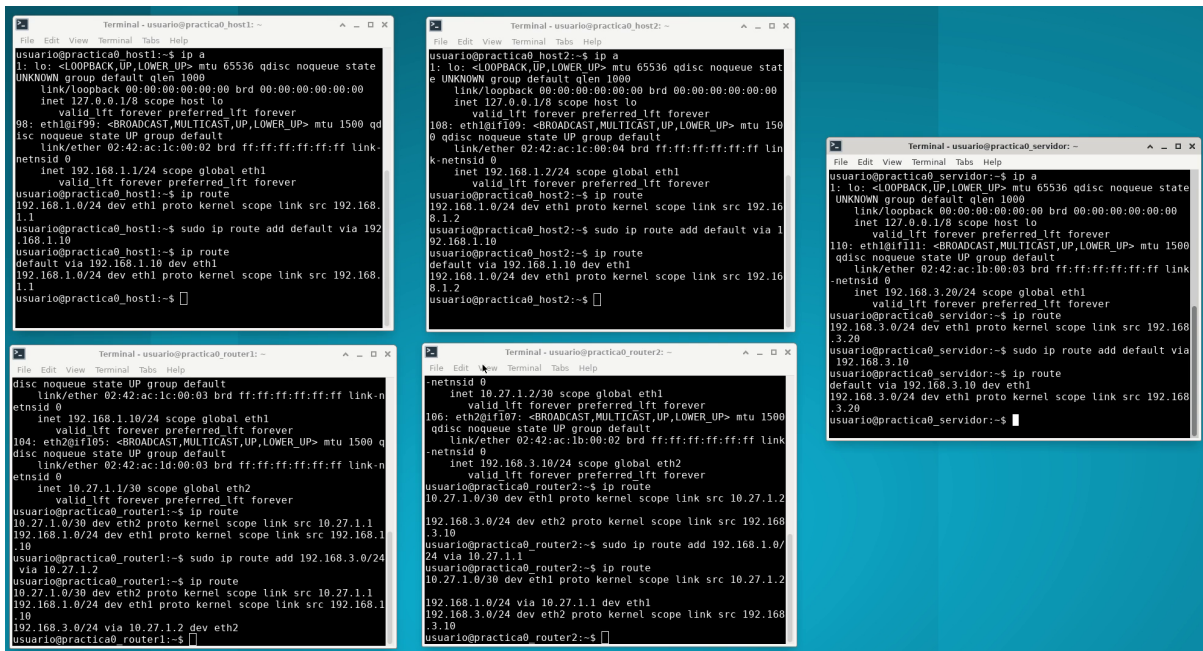 Terminal - usuario@practica0_host1: ~
File Edit View Terminal Tabs Help
usuario@practica0_host1:~$ ip a
1: lo: <LOOPBACK,UP,LOWER_UP> mtu 65536 qdisc noqueue state
UNKNOWN group default qlen 1000
    link/loopback 00:00:00:00:00:00 brd 00:00:00:00:00:00
    inet 127.0.0.1/8 scope host lo
       valid_lft forever preferred_lft forever
98: eth1@if99: <BROADCAST,MULTICAST,UP,LOWER_UP> mtu 1500 qd
isc noqueue state UP group default
    link/ether 02:42:ac:1c:00:02 brd ff:ff:ff:ff:ff:ff link-
netnsid 0
    inet 192.168.1.1/24 scope global eth1
       valid_lft forever preferred_lft forever
usuario@practica0_host1:~$ ip route
192.168.1.0/24 dev eth1 proto kernel scope link src 192.168.
1.1
usuario@practica0_host1:~$ sudo ip route add default via 192
.168.1.10
usuario@practica0_host1:~$ ip route
default via 192.168.1.10 dev eth1
192.168.1.0/24 dev eth1 proto kernel scope link src 192.168.
1.1
usuario@practica0_host1:~$
Terminal - usuario@practica0_host2: ~
File Edit View Terminal Tabs Help
usuario@practica0_host2:~$ ip a
1: lo: <LOOPBACK,UP,LOWER_UP> mtu 65536 qdisc noqueue stat
e UNKNOWN group default qlen 1000
    link/loopback 00:00:00:00:00:00 brd 00:00:00:00:00:00
    inet 127.0.0.1/8 scope host lo
       valid_lft forever preferred_lft forever
108: eth1@if109: <BROADCAST,MULTICAST,UP,LOWER_UP> mtu 150
0 qdisc noqueue state UP group default
    link/ether 02:42:ac:1c:00:04 brd ff:ff:ff:ff:ff:ff lin
k-netnsid 0
    inet 192.168.1.2/24 scope global eth1
       valid_lft forever preferred_lft forever
usuario@practica0_host2:~$ ip route
192.168.1.0/24 dev eth1 proto kernel scope link src 192.16
8.1.2
usuario@practica0_host2:~$ sudo ip route add default via 1
92.168.1.10
usuario@practica0_host2:~$ ip route
default via 192.168.1.10 dev eth1
192.168.1.0/24 dev eth1 proto kernel scope link src 192.16
8.1.2
usuario@practica0_host2:~$
Terminal - usuario@practica0_servidor: ~
File Edit View Terminal Tabs Help
usuario@practica0_servidor:~$ ip a
1: lo: <LOOPBACK,UP,LOWER_UP> mtu 65536 qdisc noqueue state
 UNKNOWN group default qlen 1000
    link/loopback 00:00:00:00:00:00 brd 00:00:00:00:00:00
    inet 127.0.0.1/8 scope host lo
       valid_lft forever preferred_lft forever
110: eth1@if111: <BROADCAST,MULTICAST,UP,LOWER_UP> mtu 1500
 qdisc noqueue state UP group default
    link/ether 02:42:ac:1b:00:03 brd ff:ff:ff:ff:ff:ff link
-netnsid 0
    inet 192.168.3.20/24 scope global eth1
       valid_lft forever preferred_lft forever
usuario@practica0_servidor:~$ ip route
192.168.3.0/24 dev eth1 proto kernel scope link src 192.168
.3.20
usuario@practica0_servidor:~$ sudo ip route add default via
 192.168.3.10
usuario@practica0_servidor:~$ ip route
default via 192.168.3.10 dev eth1
192.168.3.0/24 dev eth1 proto kernel scope link src 192.168
.3.20
usuario@practica0_servidor:~$
Terminal - usuario@practica0_router1: ~
File Edit View Terminal Tabs Help
disc noqueue state UP group default
    link/ether 02:42:ac:1c:00:03 brd ff:ff:ff:ff:ff:ff link-n
etnsid 0
    inet 192.168.1.10/24 scope global eth1
       valid_lft forever preferred_lft forever
104: eth2@if105: <BROADCAST,MULTICAST,UP,LOWER_UP> mtu 1500 q
disc noqueue state UP group default
    link/ether 02:42:ac:1d:00:03 brd ff:ff:ff:ff:ff:ff link-n
etnsid 0
    inet 10.27.1.1/30 scope global eth2
       valid_lft forever preferred_lft forever
usuario@practica0_router1:~$ ip route
10.27.1.0/30 dev eth2 proto kernel scope link src 10.27.1.1
192.168.1.0/24 dev eth1 proto kernel scope link src 192.168.1
.10
usuario@practica0_router1:~$ sudo ip route add 192.168.3.0/24
 via 10.27.1.2
usuario@practica0_router1:~$ ip route
10.27.1.0/30 dev eth2 proto kernel scope link src 10.27.1.1
192.168.1.0/24 dev eth1 proto kernel scope link src 192.168.1
.10
192.168.3.0/24 via 10.27.1.2 dev eth2
usuario@practica0_router1:~$
Terminal - usuario@practica0_router2: ~
File Edit View Terminal Tabs Help
-netnsid 0
    inet 10.27.1.2/30 scope global eth1
       valid_lft forever preferred_lft forever
106: eth2@if107: <BROADCAST,MULTICAST,UP,LOWER_UP> mtu 1500
 qdisc noqueue state UP group default
    link/ether 02:42:ac:1b:00:02 brd ff:ff:ff:ff:ff:ff link
-netnsid 0
    inet 192.168.3.10/24 scope global eth2
       valid_lft forever preferred_lft forever
usuario@practica0_router2:~$ ip route
10.27.1.0/30 dev eth1 proto kernel scope link src 10.27.1.2
192.168.3.0/24 dev eth2 proto kernel scope link src 192.168
.3.10
usuario@practica0_router2:~$ sudo ip route add 192.168.1.0/
24 via 10.27.1.1
usuario@practica0_router2:~$ ip route
10.27.1.0/30 dev eth1 proto kernel scope link src 10.27.1.2
192.168.1.0/24 via 10.27.1.1 dev eth1
192.168.3.0/24 dev eth2 proto kernel scope link src 192.168
.3.10
usuario@practica0_router2:~$